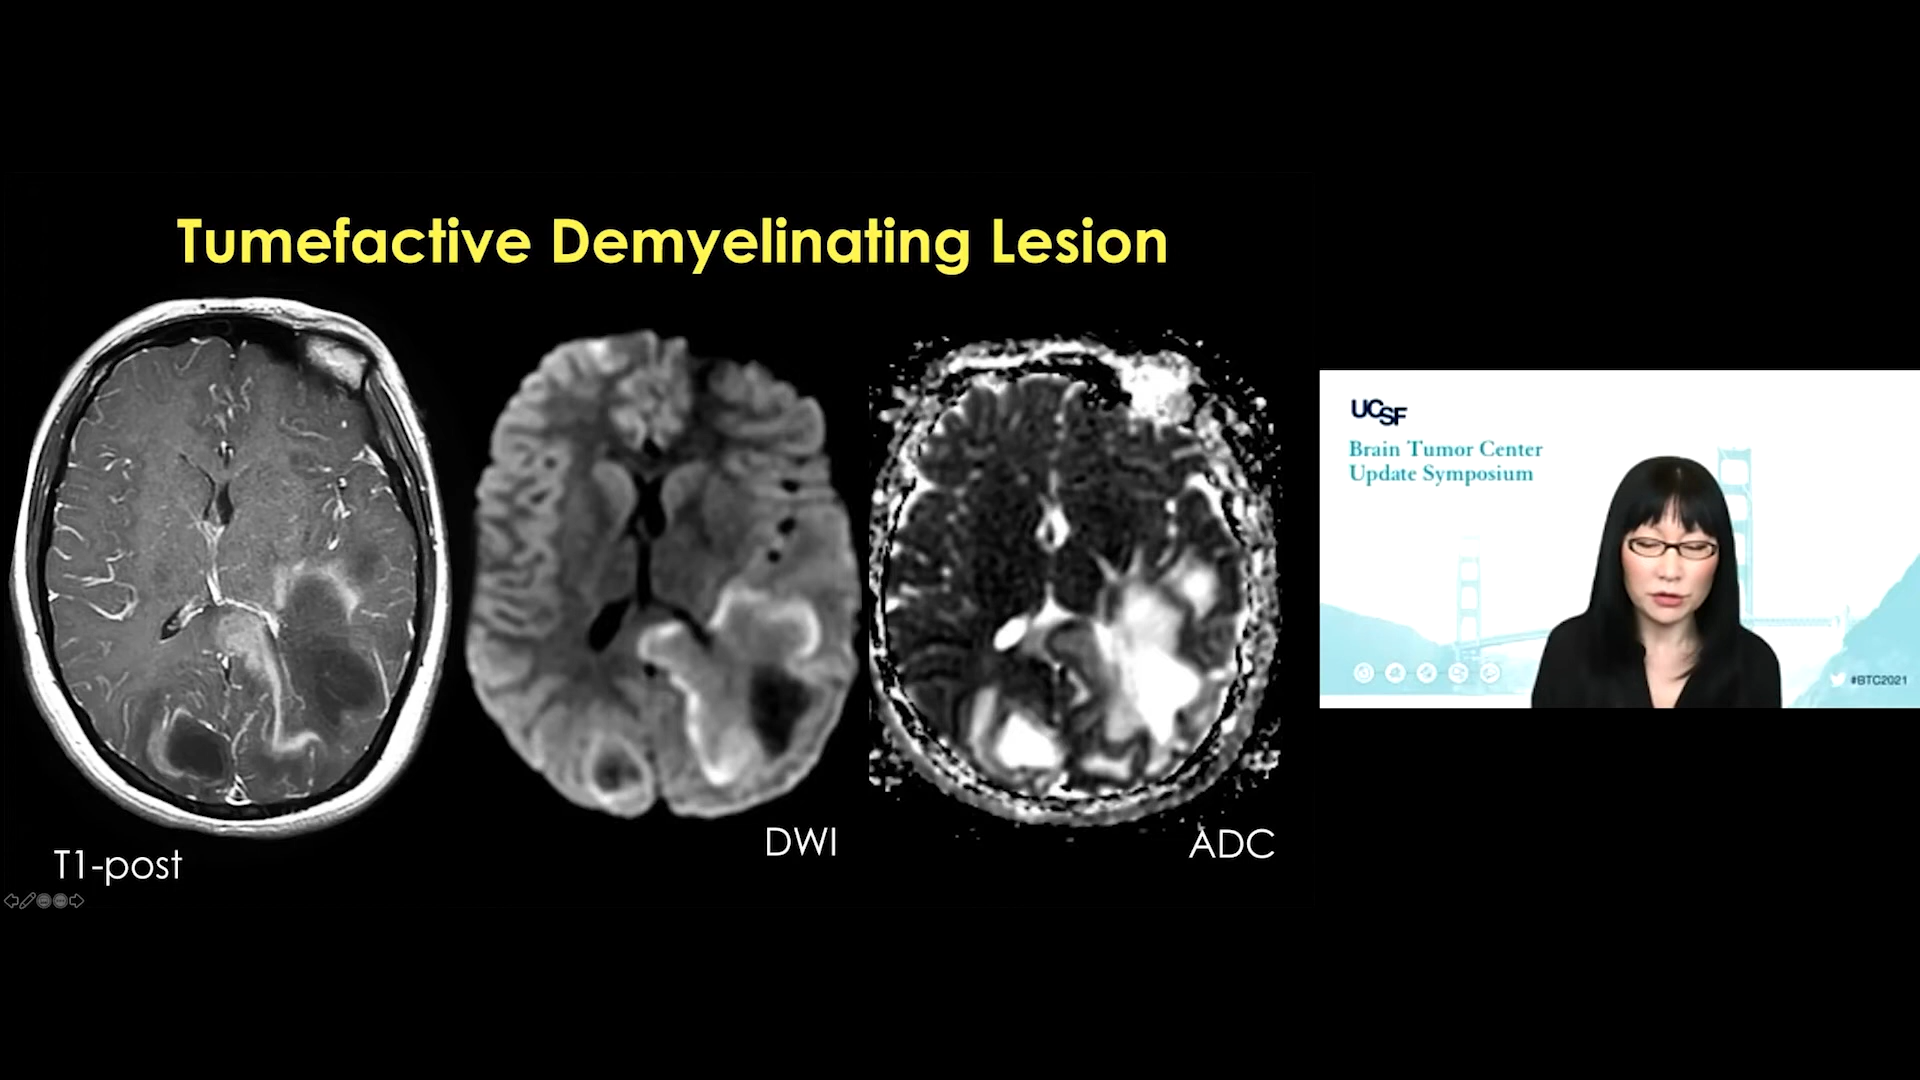 Tumefactive Demyelinating Lesion
T1-post
DWI
ADC
UCSF
Brain Tumor Center
Update Symposium
#BTC2021